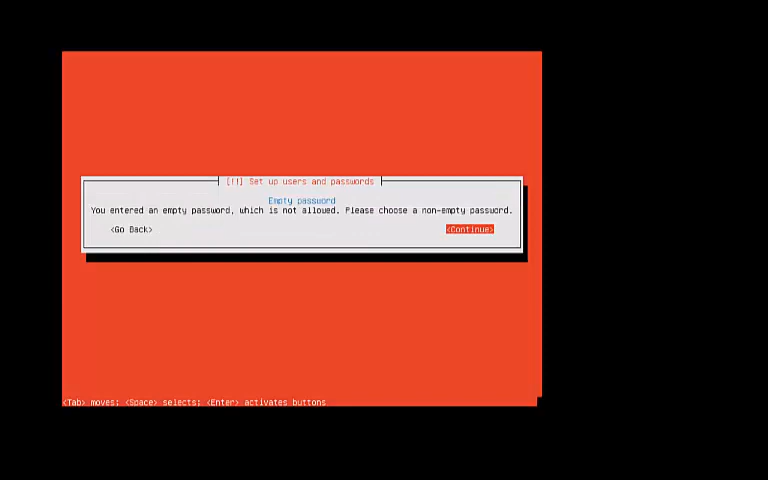 [!!] Set up users and passwords
Empty password
You entered an empty password, which is not allowed. Please choose a non-empty password.
<Go Back> <Continue>
<Tab> moves; <Space> selects; <Enter> activates buttons